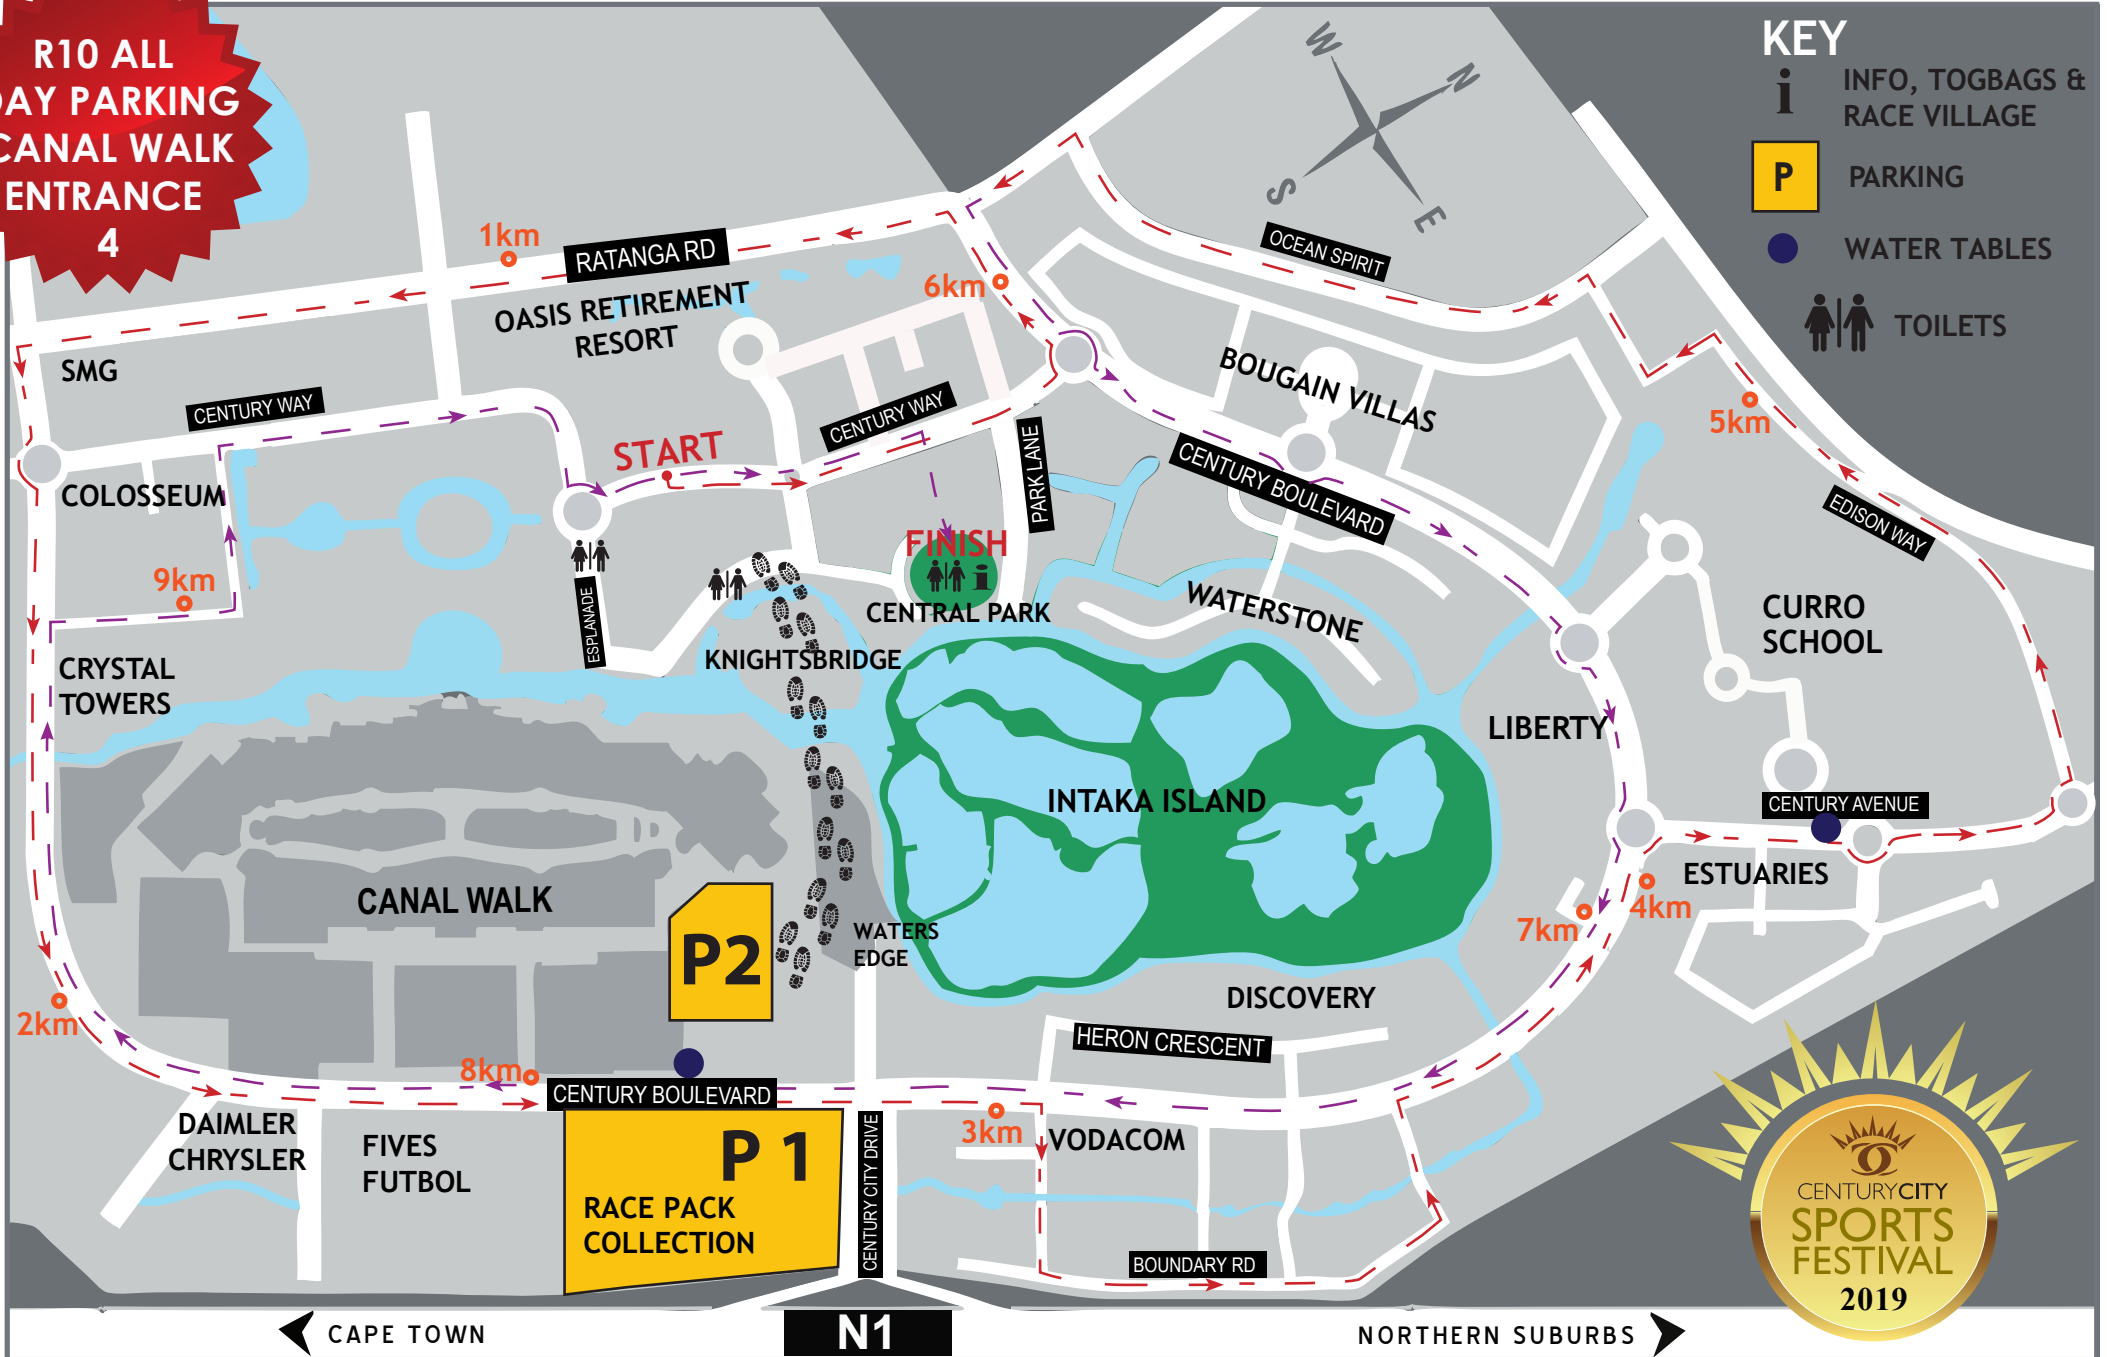 R10 ALL
DAY PARKING
CANAL WALK
ENTRANCE
4
W
N
S
E
KEY
i
INFO, TOGBAGS &
RACE VILLAGE
P
PARKING
WATER TABLES
TOILETS
1km
RATANGA RD
OASIS RETIREMENT
RESORT
6km
OCEAN SPIRIT
SMG
CENTURY WAY
START
CENTURY WAY
PARK LANE
BOUGAIN VILLAS
CENTURY BOULEVARD
5km
EDISON WAY
COLOSSEUM
9km
ESPLANADE
FINISH
i
CENTRAL PARK
WATERSTONE
CURRO
SCHOOL
CRYSTAL
TOWERS
KNIGHTSBRIDGE
LIBERTY
INTAKA ISLAND
CENTURY AVENUE
ESTUARIES
CANAL WALK
P2
WATERS
EDGE
7km
4km
DISCOVERY
HERON CRESCENT
2km
8km
CENTURY BOULEVARD
DAIMLER
CHRYSLER
FIVES
FUTBOL
P 1
RACE PACK
COLLECTION
CENTURY CITY DRIVE
3km
VODACOM
BOUNDARY RD
CENTURYCITY
SPORTS
FESTIVAL
2019
CAPE TOWN
N1
NORTHERN SUBURBS